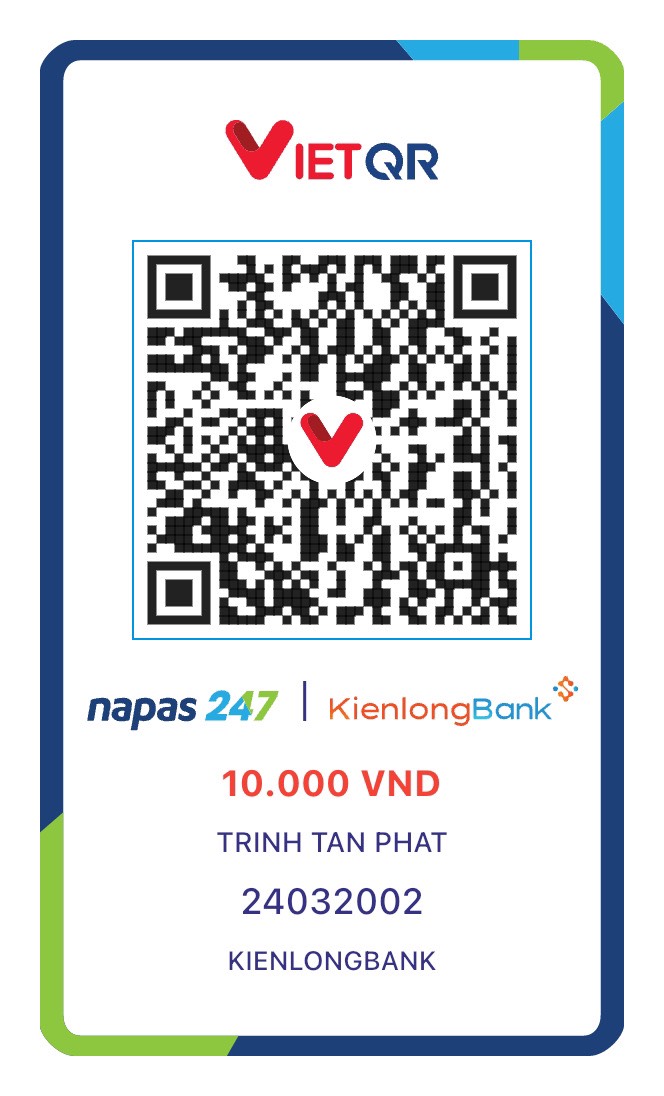 VIETQR
napas 247 | KienlongBank
10.000 VND
TRINH TAN PHAT
24032002
KIENLONGBANK